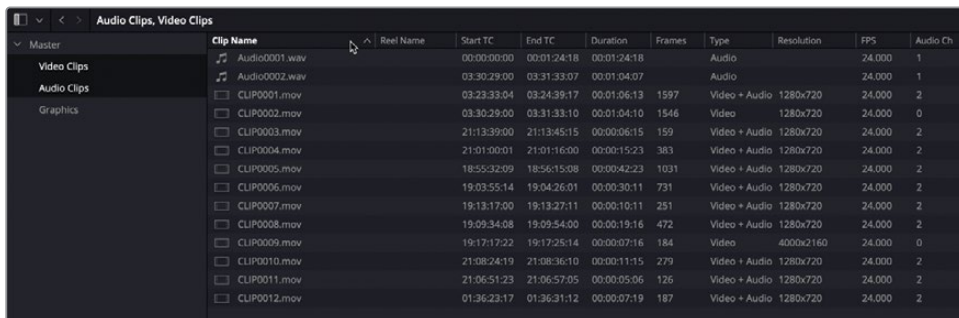 Audio Clips, Video Clips
Master
Video Clips
Audio Clips
Graphics
Clip Name Reel Name Start TC End TC Duration Frames Type Resolution FPS Audio Ch
Audio0001.wav 00:00:00:00 00:01:24:18 00:01:24:18 Audio 24.000 1
Audio0002.wav 03:30:29:00 03:31:33:07 00:01:04:07 Audio 24.000 1
CLIP0001.mov 03:23:33:04 03:24:39:17 00:01:06:13 1597 Video + Audio 1280x720 24.000 2
CLIP0002.mov 03:30:29:00 03:31:33:10 00:01:04:10 1546 Video 1280x720 24.000 0
CLIP0003.mov 21:13:39:00 21:13:45:15 00:00:06:15 159 Video + Audio 1280x720 24.000 2
CLIP0004.mov 21:01:00:01 21:01:16:00 00:00:15:23 383 Video + Audio 1280x720 24.000 2
CLIP0005.mov 18:55:32:09 18:56:15:08 00:00:42:23 1031 Video + Audio 1280x720 24.000 2
CLIP0006.mov 19:03:55:14 19:04:26:01 00:00:30:11 731 Video + Audio 1280x720 24.000 2
CLIP0007.mov 19:13:17:00 19:13:27:11 00:00:10:11 251 Video + Audio 1280x720 24.000 2
CLIP0008.mov 19:09:34:08 19:09:54:00 00:00:19:16 472 Video + Audio 1280x720 24.000 2
CLIP0009.mov 19:17:17:22 19:17:25:14 00:00:07:16 184 Video 4000x2160 24.000 0
CLIP0010.mov 21:08:24:19 21:08:36:10 00:00:11:15 279 Video + Audio 1280x720 24.000 2
CLIP0011.mov 21:06:51:23 21:06:57:05 00:00:05:06 126 Video + Audio 1280x720 24.000 2
CLIP0012.mov 01:36:23:17 01:36:31:12 00:00:07:19 187 Video + Audio 1280x720 24.000 2